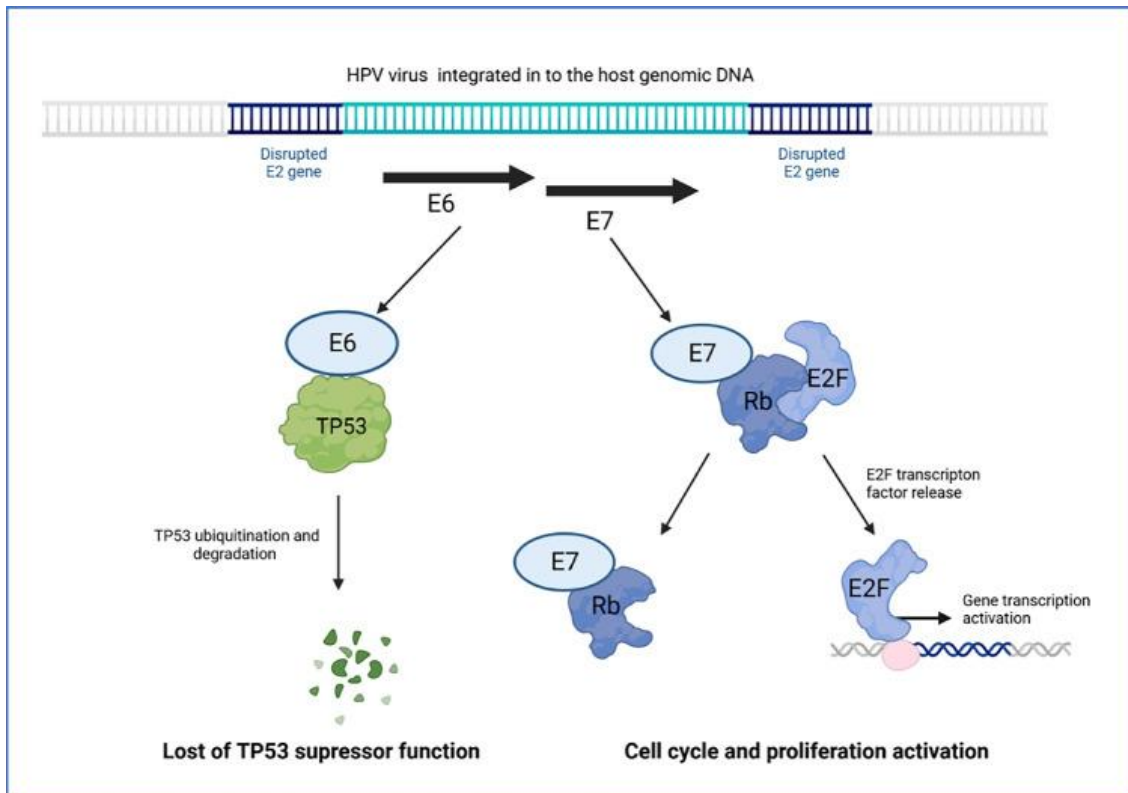 HPV virus integrated in to the host genomic DNA
Disrupted
E2 gene
Disrupted
E2 gene
E6
E7
E6
TP53
E7
Rb
E2F
TP53 ubiquitination and
degradation
E2F transcripton
factor release
E7
Rb
E2F
Gene transcription
activation
Lost of TP53 supressor function
Cell cycle and proliferation activation